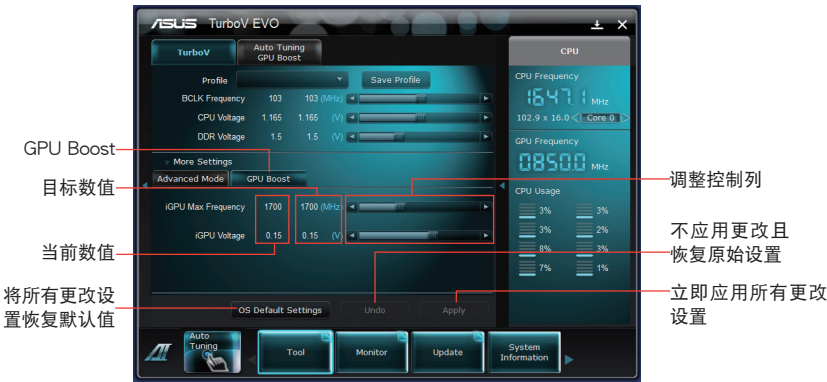 ASUS TurboV EVO
TurboV
Auto Tuning
GPU Boost
CPU
Profile
Save Profile
BCLK Frequency 103 103 (MHz)
CPU Voltage 1.165 1.165 (V)
DDR Voltage 1.5 1.5 (V)
CPU Frequency
1647.1 MHz
102.9 x 16.0 Core 0
GPU Frequency
0850.0 MHz
More Settings
Advanced Mode
GPU Boost
CPU Usage
3% 3%
3% 2%
8% 3%
7% 1%
iGPU Max Frequency 1700 1700 (MHz)
iGPU Voltage 0.15 0.15 (V)
OS Default Settings
Undo
Apply
Auto
Tuning
Tool
Monitor
Update
System
Information
GPU Boost
目标数值
当前数值
将所有更改设
置恢复默认值
调整控制列
不应用更改且
恢复原始设置
立即应用所有更改
设置